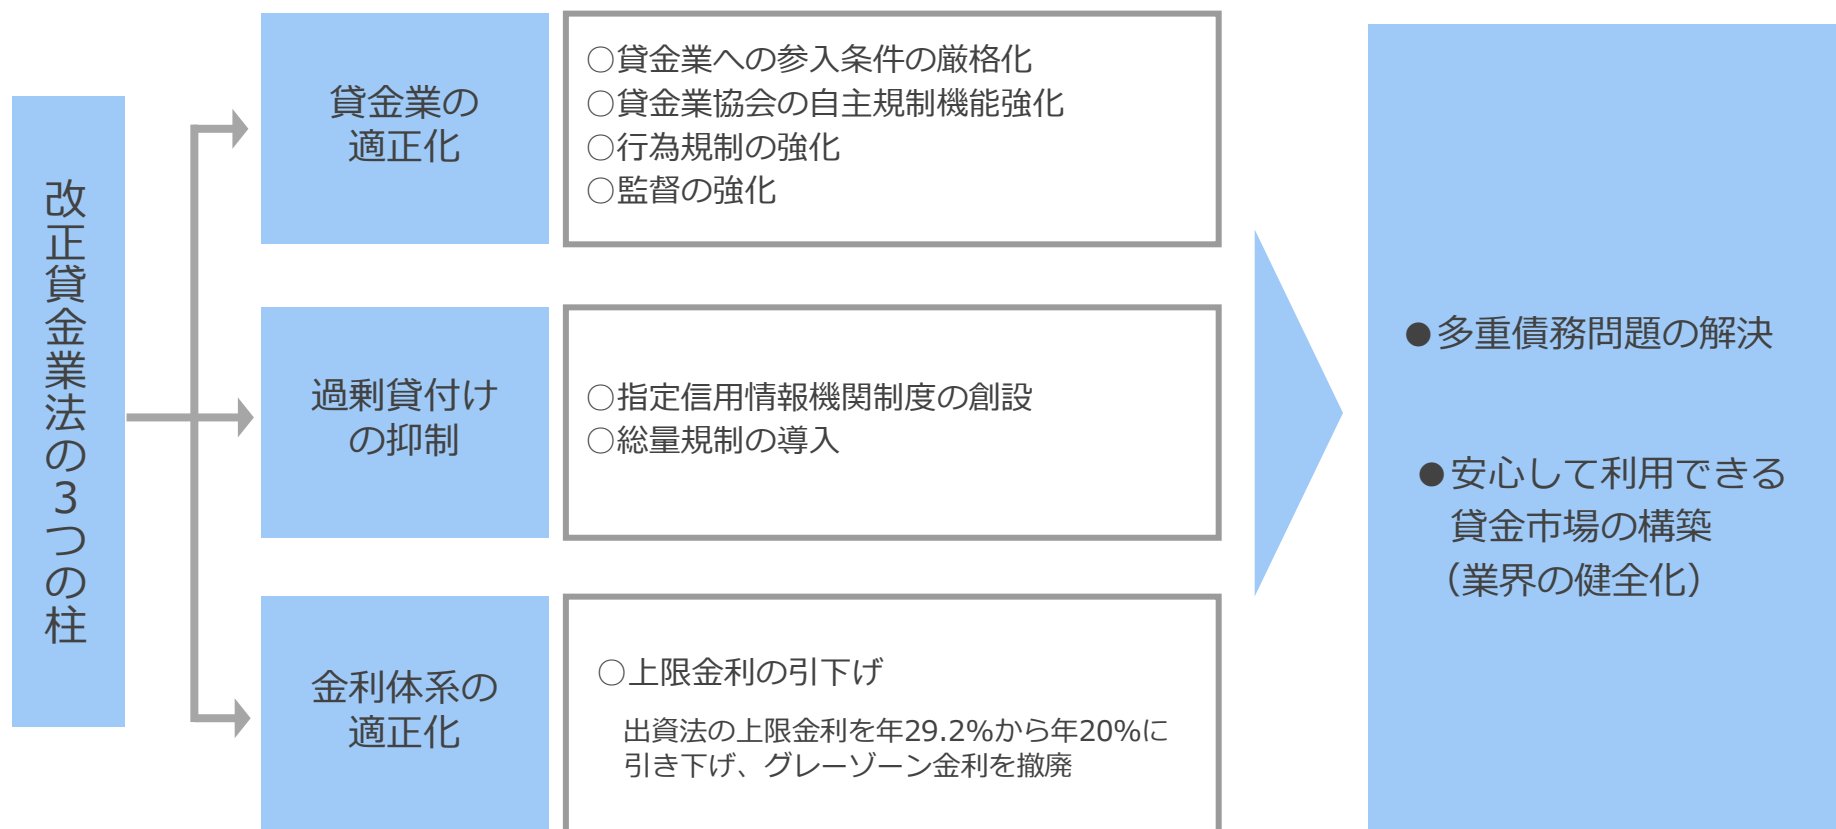 改正貸金業法の3つの柱
貸金業の
適正化
○貸金業への参入条件の厳格化
○貸金業協会の自主規制機能強化
○行為規制の強化
○監督の強化
過剰貸付け
の抑制
○指定信用情報機関制度の創設
○総量規制の導入
金利体系の
適正化
○上限金利の引下げ
出資法の上限金利を年29.2%から年20%に
引き下げ、グレーゾーン金利を撤廃
●多重債務問題の解決
●安心して利用できる
貸金市場の構築
（業界の健全化）